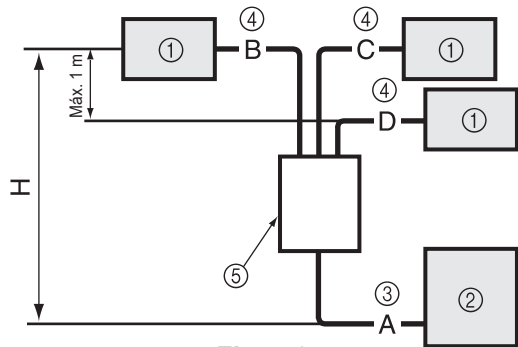 ④ ④
① B C ①
④
Máx. 1 m
D ①
H
⑤
③
A ②